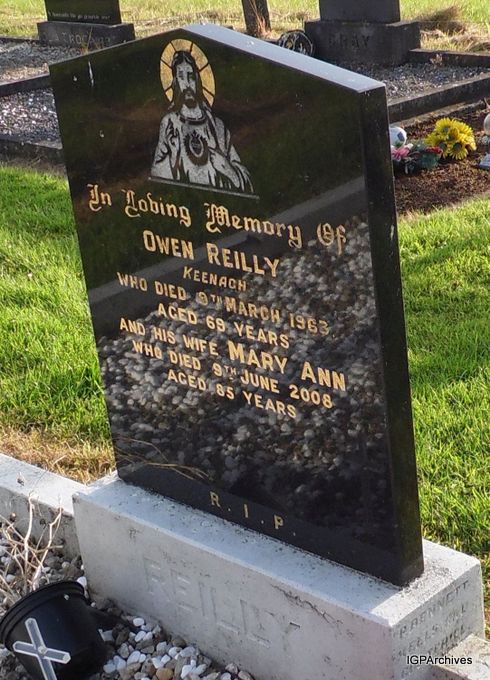 In Loving Memory Of
OWEN REILLY
KEENAGH
WHO DIED 9TH MARCH 1963
AGED 69 YEARS
AND HIS WIFE MARY ANN
WHO DIED 9TH JUNE 2008
AGED 85 YEARS
R.I.P.
REILLY
P. BENNETT
IGPArchives